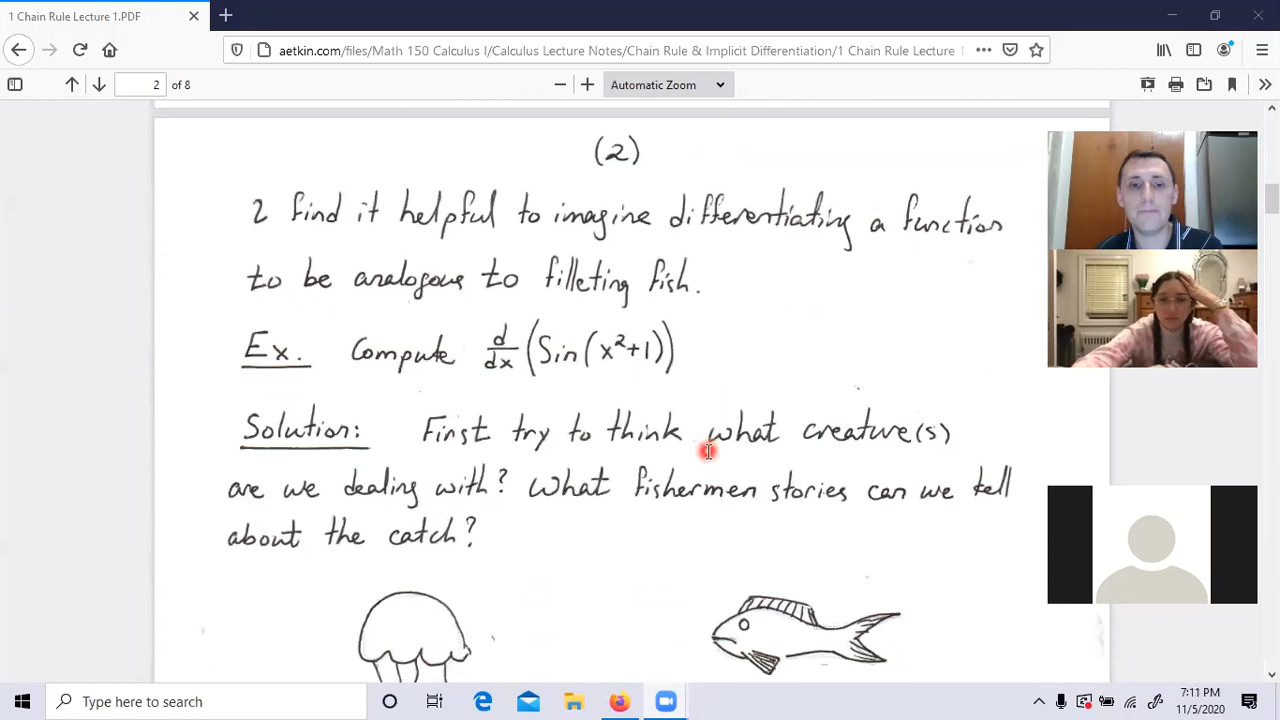 1 Chain Rule Lecture 1.PDF
aetkin.com/files/Math 150 Calculus I/Calculus Lecture Notes/Chain Rule & Implicit Differentiation/1 Chain Rule Lecture 1
2 of 8
Automatic Zoom
(2)
I find it helpful to imagine differentiating a function
to be analogous to filleting fish.
Ex. Compute d/dx (Sin(x²+1))
Solution: First try to think what creature(s)
are we dealing with? What fishermen stories can we tell
about the catch?
Type here to search
7:11 PM
11/5/2020